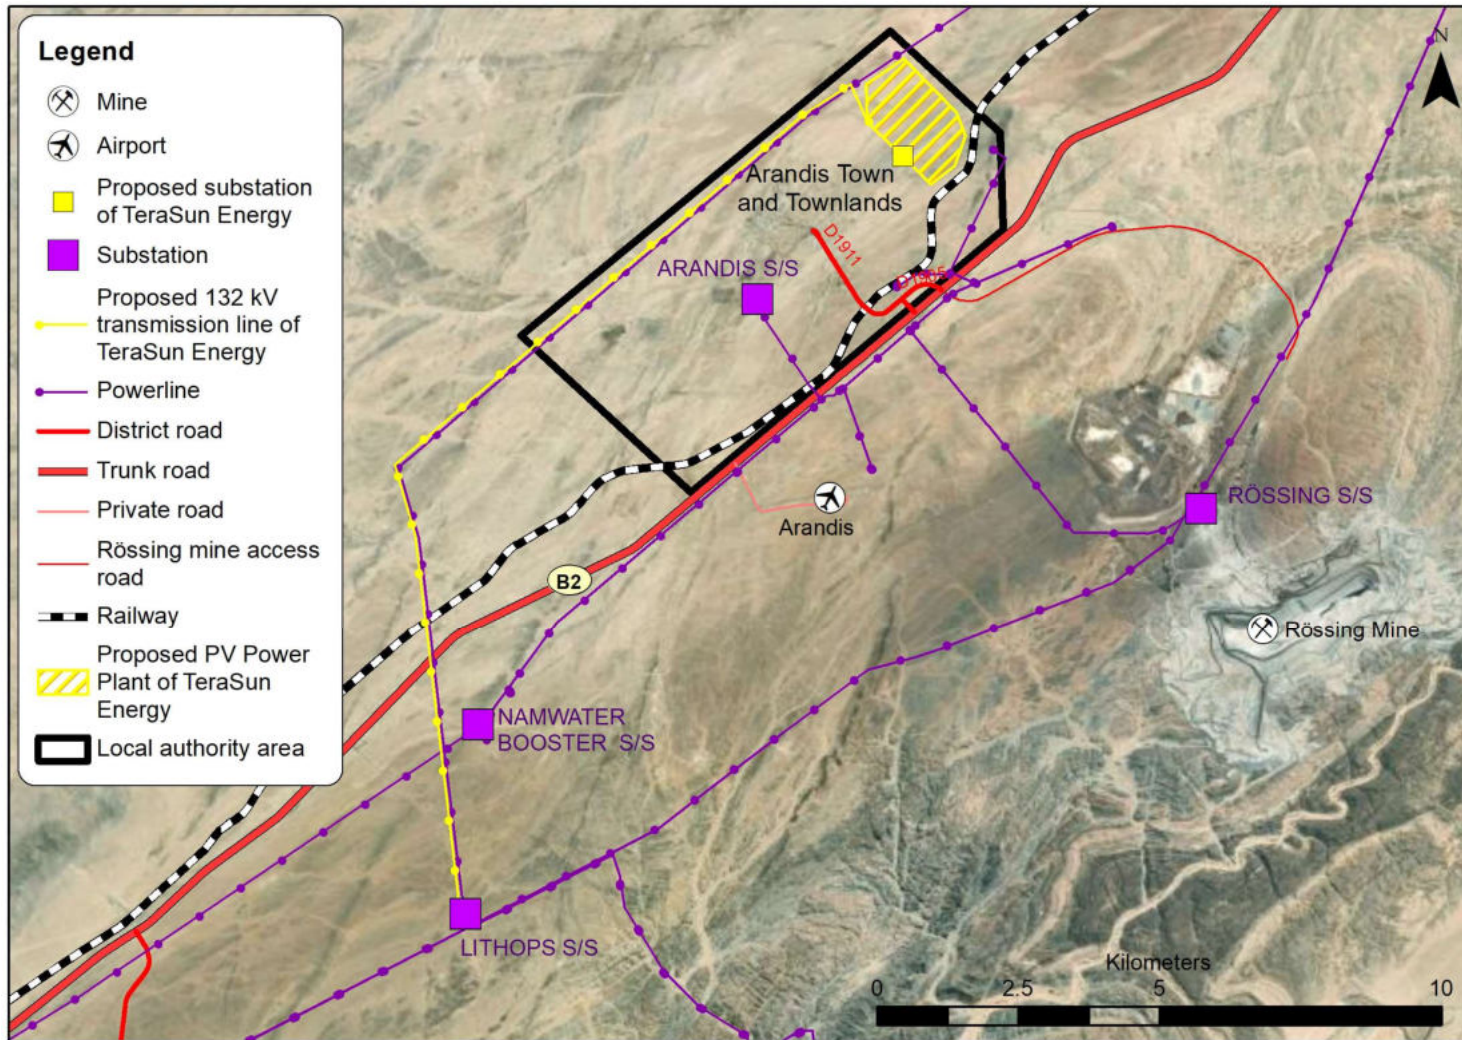 Legend
Mine
Airport
Proposed substation
of TeraSun Energy
Substation
Proposed 132 kV
transmission line of
TeraSun Energy
Powerline
District road
Trunk road
Private road
Rössing mine access
road
Railway
Proposed PV Power
Plant of TeraSun
Energy
Local authority area
N
Arandis Town
and Townlands
D1911
ARANDIS S/S
D1905
RÖSSING S/S
Arandis
B2
Rössing Mine
NAMWATER
BOOSTER S/S
LITHOPS S/S
Kilometers
0 2.5 5 10